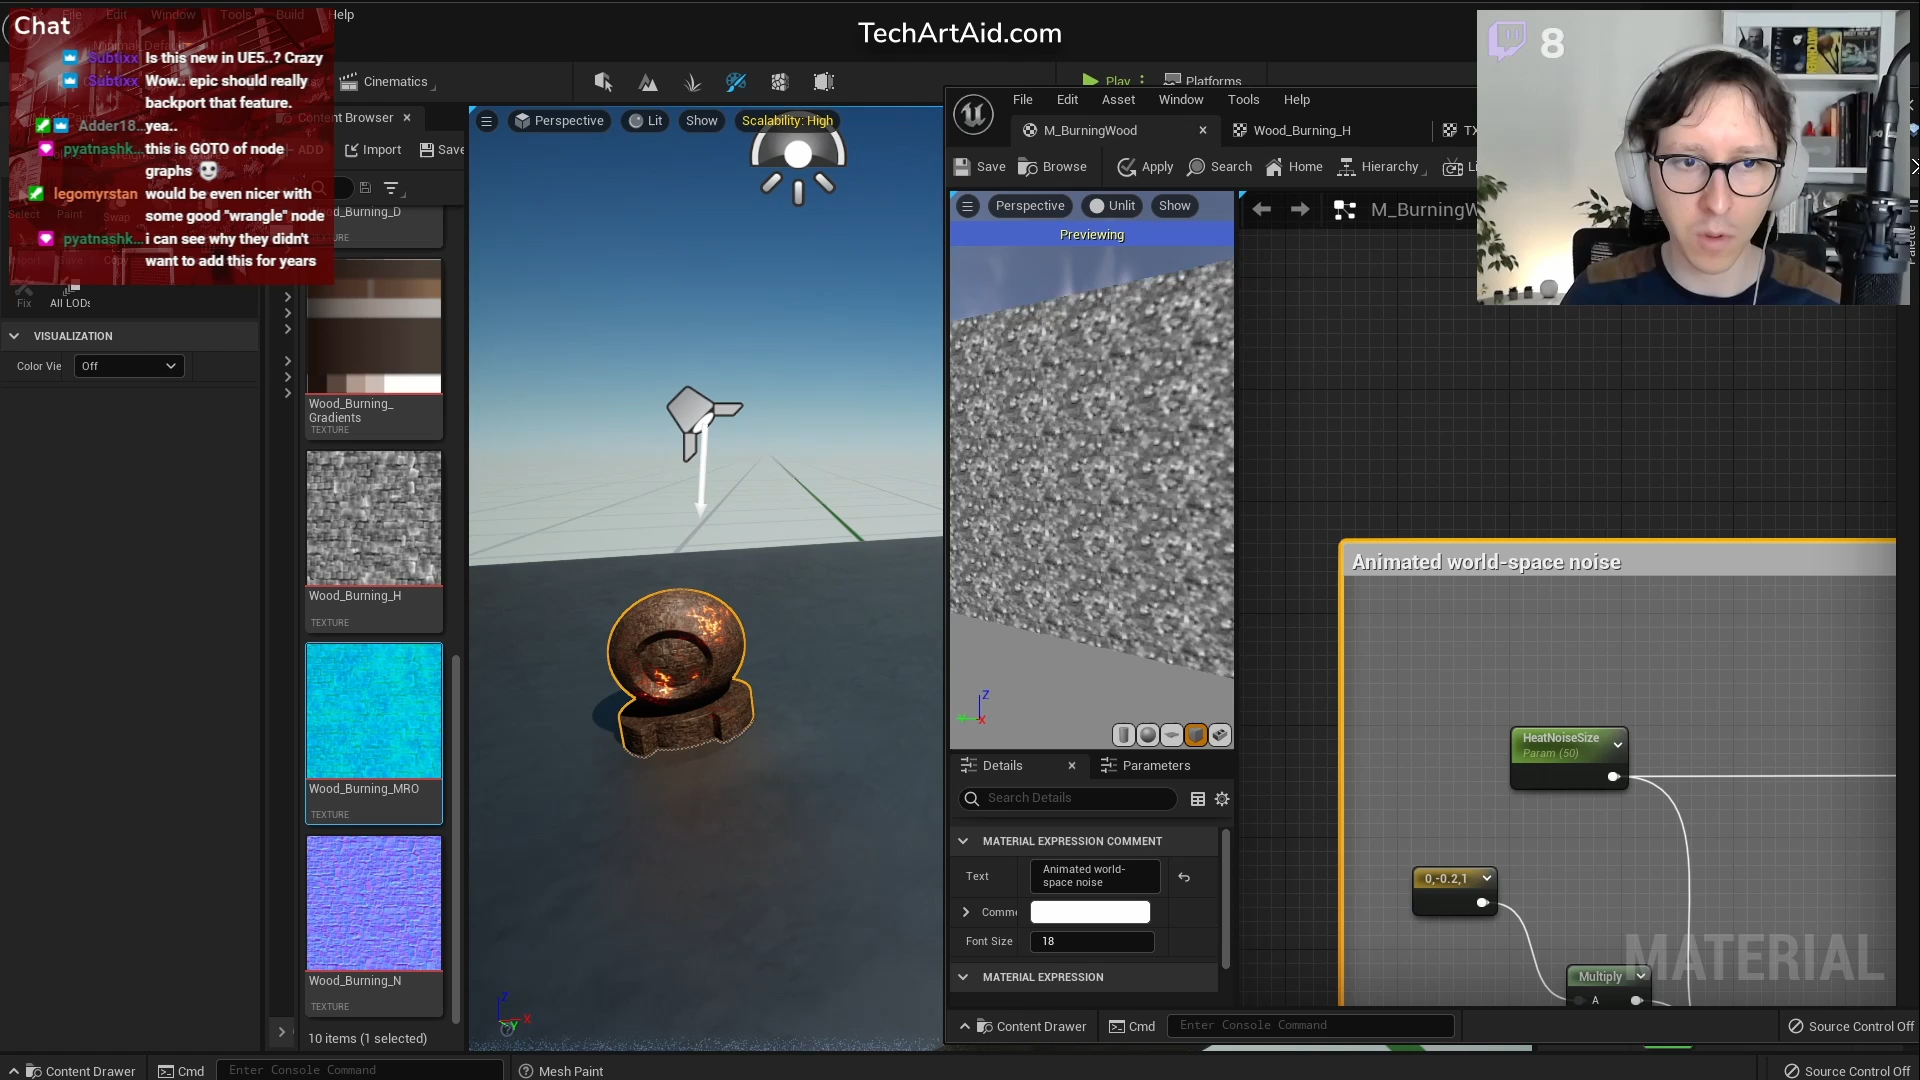 File Edit Window Tools Build Help
Chat
TechArtAid.com
8
Subtixx Is this new in UE5..? Crazy
Subtixx Wow.. epic should really
backport that feature.
Adder18... yea..
pyatnashk... this is GOTO of node
graphs
legomyrstan would be even nicer with
some good "wrangle" node
pyatnashk... i can see why they didn't
want to add this for years
Cinematics
Play
Platforms
Content Browser
ADD
Import
Save
Select Paint Swap
Fix All LODs
VISUALIZATION
Color Vie Off
Wood_Burning_D
TEXTURE
Wood_Burning_
Gradients
TEXTURE
Wood_Burning_H
TEXTURE
Wood_Burning_MRO
TEXTURE
Wood_Burning_N
TEXTURE
10 items (1 selected)
Perspective Lit Show Scalability: High
Z
X
Y
File Edit Asset Window Tools Help
M_BurningWood
Wood_Burning_H
Save Browse Apply Search Home Hierarchy
Perspective Unlit Show
Previewing
Z
Y X
M_BurningW
Palette
Animated world-space noise
HeatNoiseSize
Param (50)
0,-0.2,1
Multiply
A
MATERIAL
Details
Parameters
Search Details
MATERIAL EXPRESSION COMMENT
Text
Animated world-
space noise
Comme
Font Size 18
MATERIAL EXPRESSION
Content Drawer Cmd Enter Console Command Source Control Off
Content Drawer Cmd Enter Console Command Mesh Paint Source Control Off